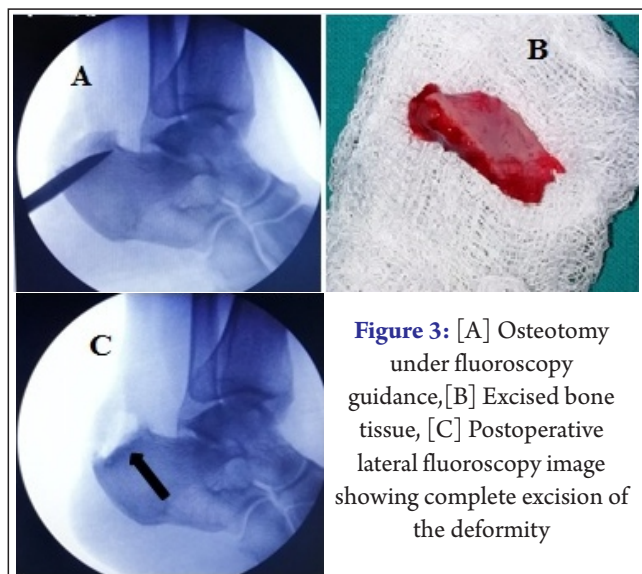 A
B
C
Figure 3: [A] Osteotomy
under fluoroscopy
guidance,[B] Excised bone
tissue, [C] Postoperative
lateral fluoroscopy image
showing complete excision of
the deformity